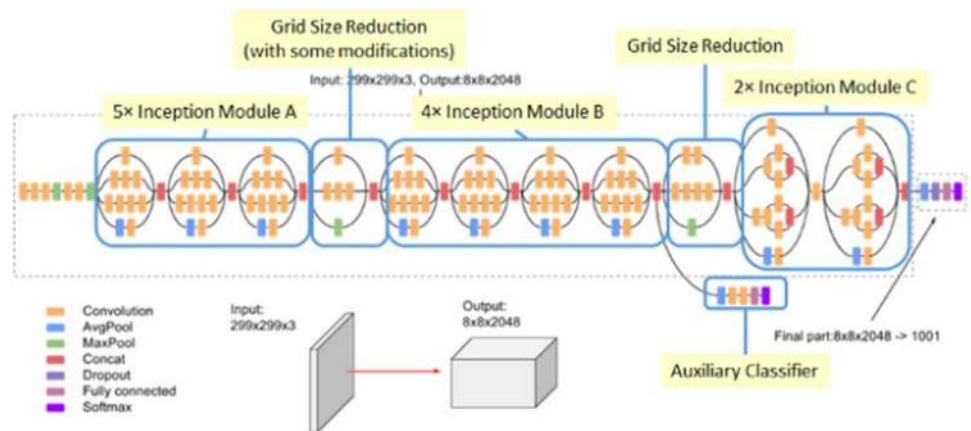 Grid Size Reduction
(with some modifications)
Grid Size Reduction
Input: 299x299x3, Output:8x8x2048
5× Inception Module A
4× Inception Module B
2× Inception Module C
Convolution
AvgPool
MaxPool
Concat
Dropout
Fully connected
Softmax
Input:
299x299x3
Output:
8x8x2048
Final part:8x8x2048 -> 1001
Auxiliary Classifier